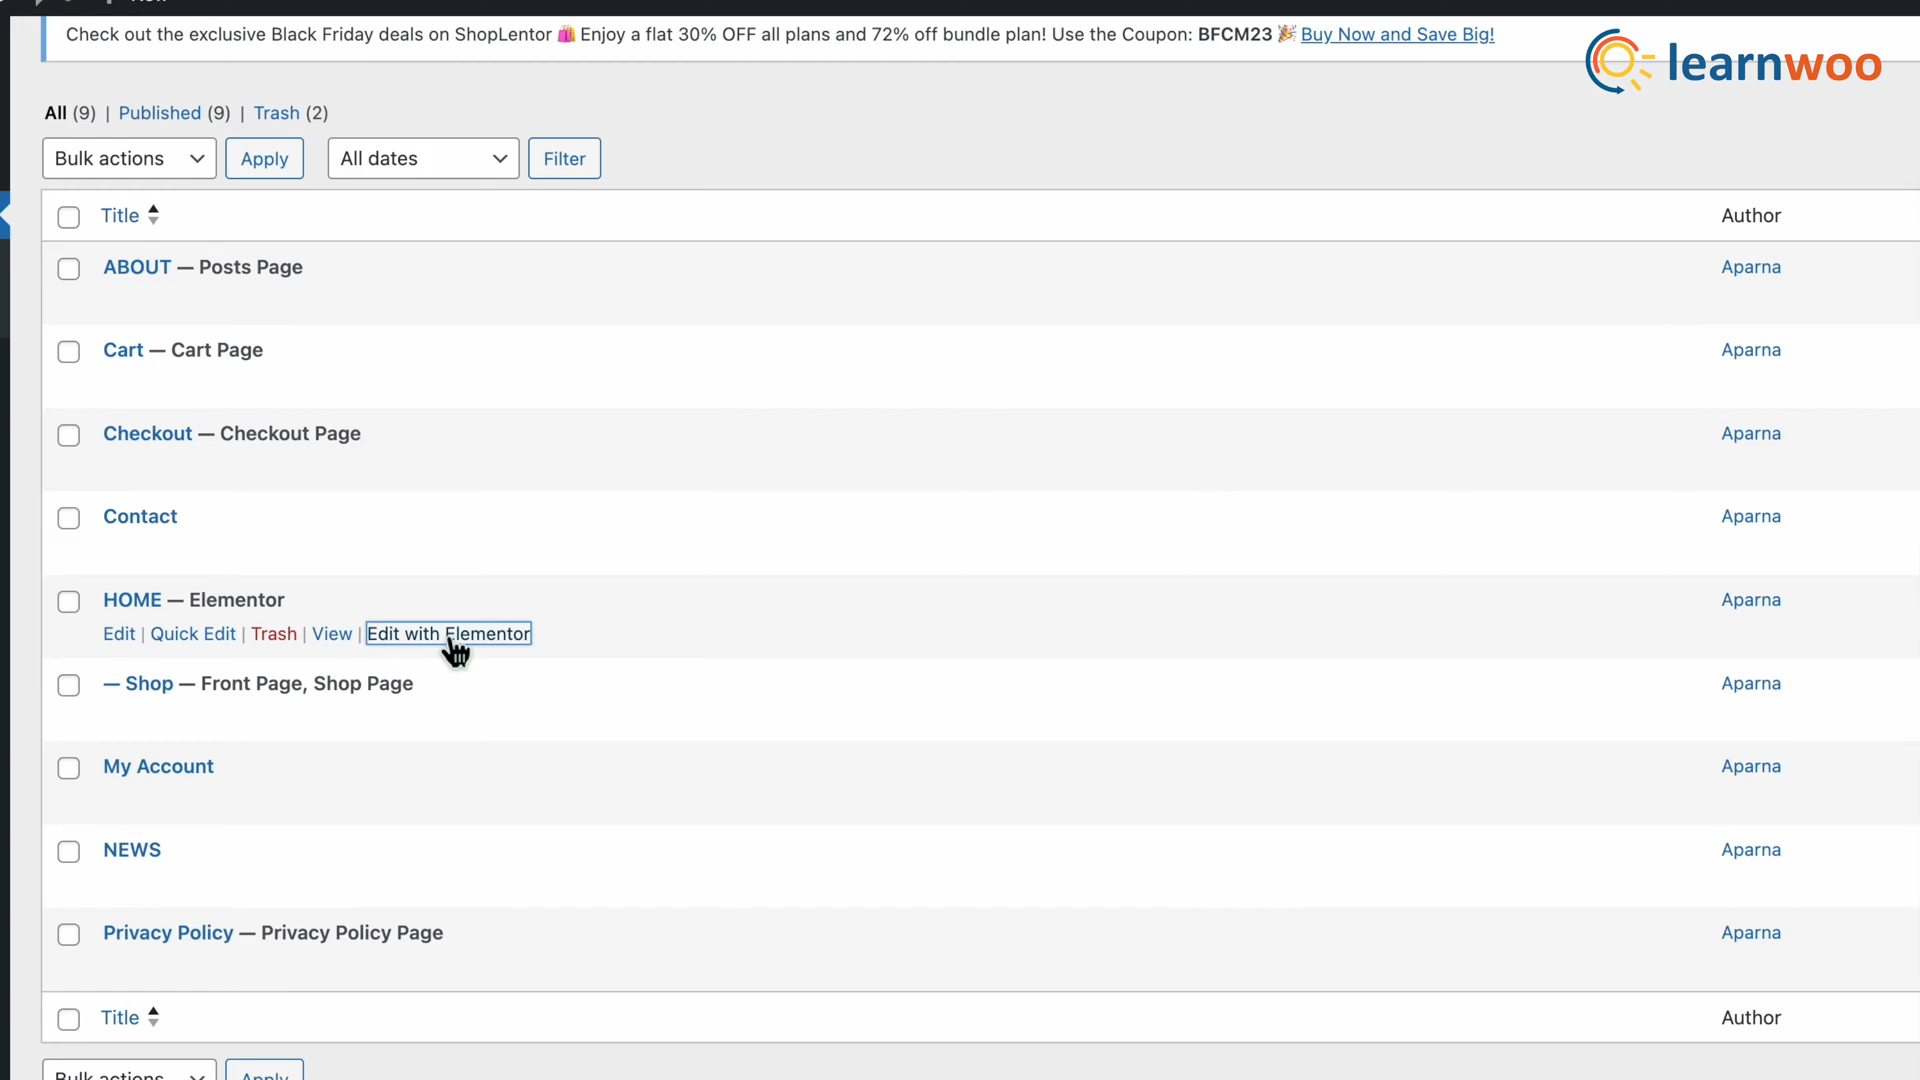 Check out the exclusive Black Friday deals on ShopLentor 🛍️ Enjoy a flat 30% OFF all plans and 72% off bundle plan! Use the Coupon: BFCM23 🎉 Buy Now and Save Big!
learnwoo
All (9) | Published (9) | Trash (2)
Bulk actions Apply All dates Filter
Title Author
ABOUT — Posts Page Aparna
Cart — Cart Page Aparna
Checkout — Checkout Page Aparna
Contact Aparna
HOME — Elementor Aparna
Edit | Quick Edit | Trash | View | Edit with Elementor
— Shop — Front Page, Shop Page Aparna
My Account Aparna
NEWS Aparna
Privacy Policy — Privacy Policy Page Aparna
Title Author
Bulk actions Apply